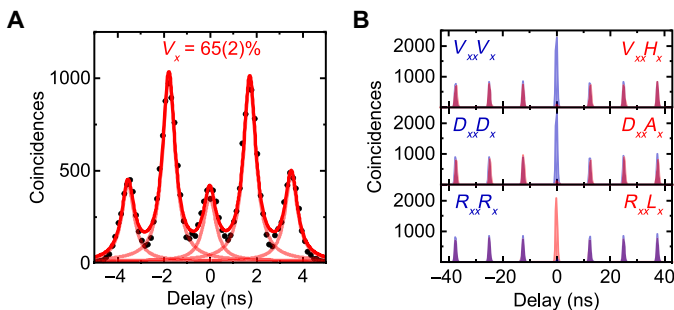 A
V_x = 65(2)%
Coincidences
1000
500
0
−4 −2 0 2 4
Delay (ns)
B
V_xx V_x V_xx H_x
D_xx D_x D_xx A_x
R_xx R_x R_xx L_x
Coincidences
2000
1000
2000
1000
2000
1000
−40 −20 0 20 40
Delay (ns)